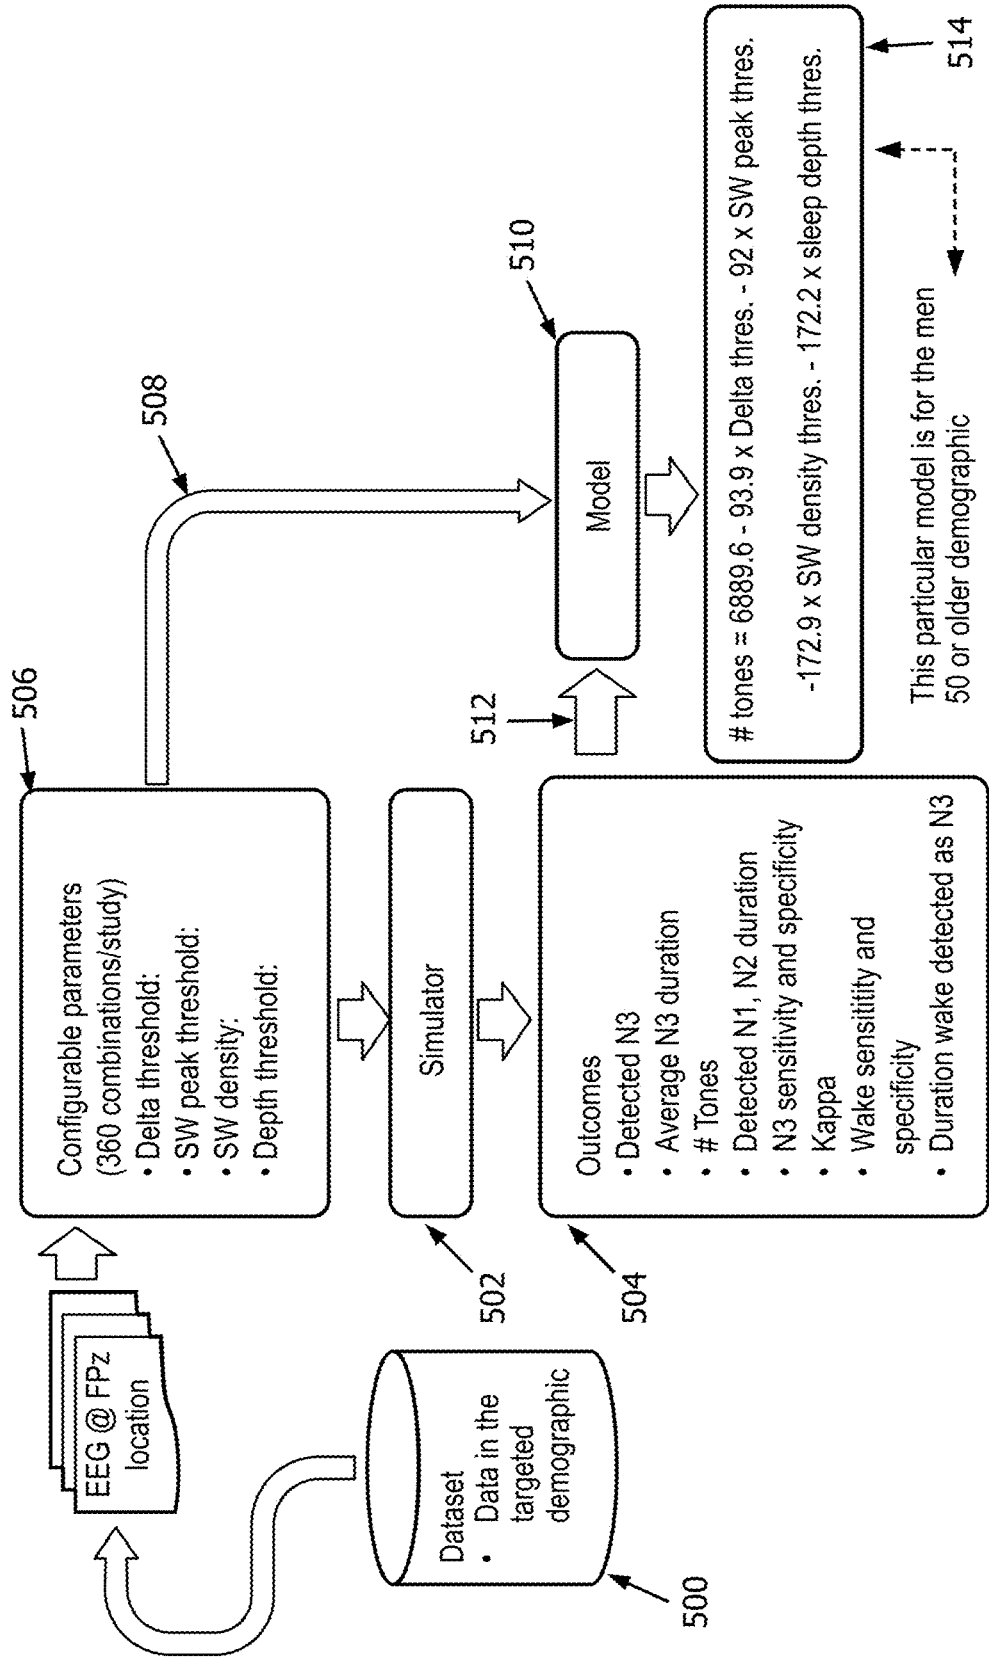 500
Dataset
• Data in the
targeted
demographic
EEG @ FPz
location
506
Configurable parameters
(360 combinations/study)
• Delta threshold:
• SW peak threshold:
• SW density:
• Depth threshold:
502
Simulator
504
Outcomes
• Detected N3
• Average N3 duration
• # Tones
• Detected N1, N2 duration
• N3 sensitivity and specificity
• Kappa
• Wake sensititity and
specificity
• Duration wake detected as N3
508
512
510
Model
# tones = 6889.6 - 93.9 x Delta thres. - 92 x SW peak thres.
-172.9 x SW density thres. - 172.2 x sleep depth thres.
514
This particular model is for the men
50 or older demographic